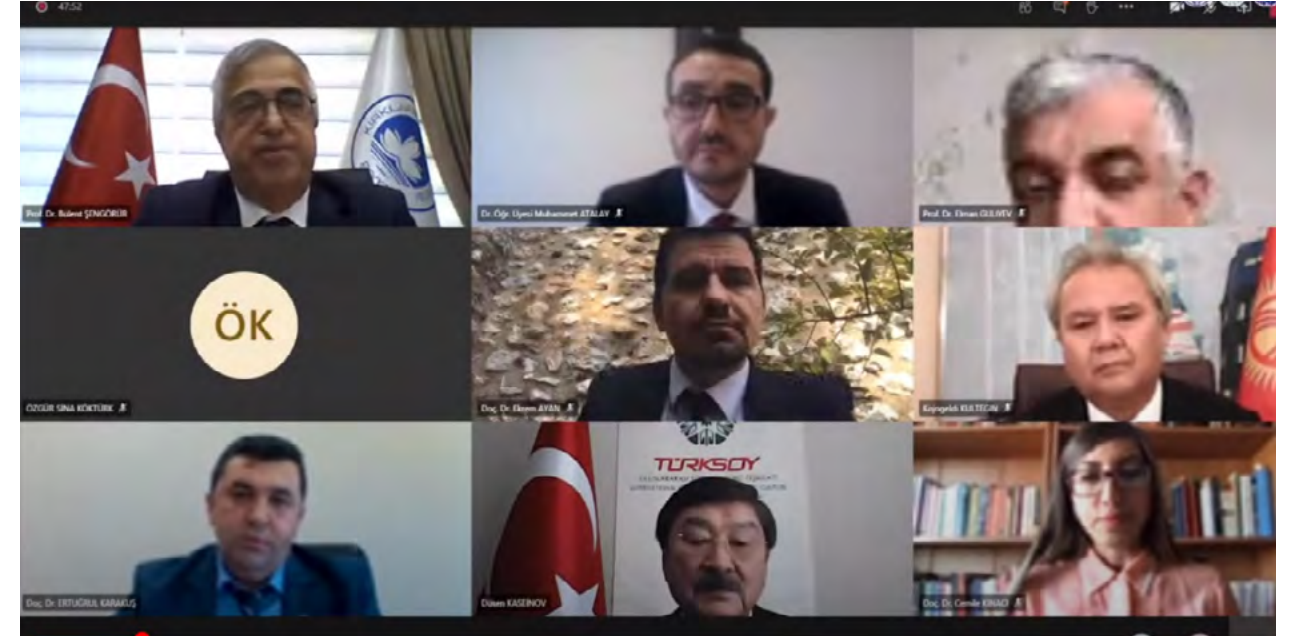 47:52
Prof. Dr. Bülent ŞENGÖRÜR
Dr. Öğr. Üyesi Muhammet ATALAY
Prof. Dr. Elman GULIYEV
ÖK
ÖZGÜR SİNA KÖKTÜRK
Doç. Dr. Ekrem AYAN
Kojogeldi KULTEGIN
Doç. Dr. ERTUĞRUL KARAKUŞ
TÜRKSOY
Düsen KASEINOV
Doç. Dr. Cemile KINACI